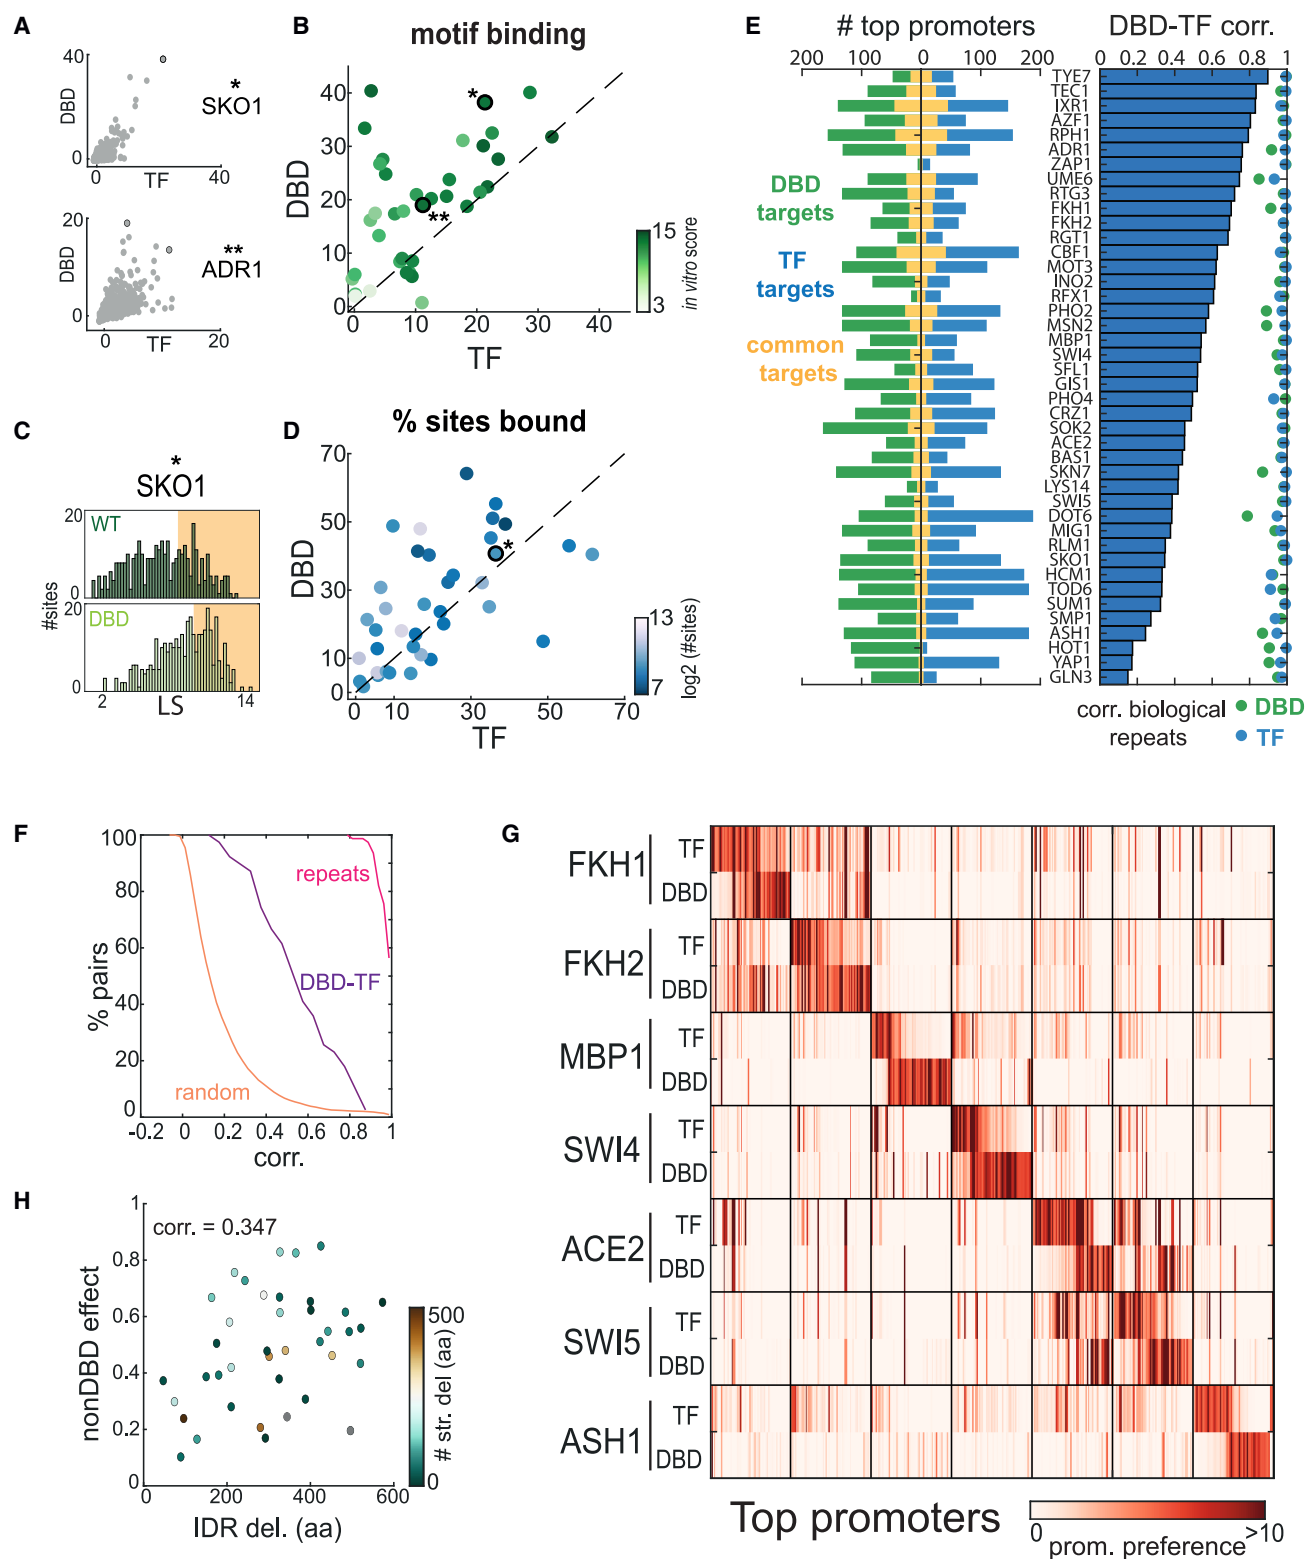 A
40
DBD
0
0
TF
40
*
SKO1
20
DBD
0
0
TF
20
**
ADR1
B
motif binding
40
30
20
10
0
DBD
0
10
20
30
40
TF
*
**
15
3
in vitro score
C
*
SKO1
20
WT
0
20
DBD
0
#sites
2
LS
14
D
% sites bound
70
50
30
10
0
DBD
0
10
30
50
70
TF
*
13
7
log2 (#sites)
E
# top promoters
200 100 0 100 200
DBD
targets
TF
targets
common
targets
DBD-TF corr.
0 0.2 0.4 0.6 0.8 1
TYE7
TEC1
IXR1
AZF1
RPH1
ADR1
ZAP1
UME6
RTG3
FKH1
FKH2
RGT1
CBF1
MOT3
INO2
RFX1
PHO2
MSN2
MBP1
SWI4
SFL1
GIS1
PHO4
CRZ1
SOK2
ACE2
BAS1
SKN7
LYS14
SWI5
DOT6
MIG1
RLM1
SKO1
HCM1
TOD6
SUM1
SMP1
ASH1
HOT1
YAP1
GLN3
corr. biological
repeats
DBD
TF
F
100
80
60
40
20
0
% pairs
repeats
DBD-TF
random
-0.2 0 0.2 0.4 0.6 0.8 1
corr.
G
FKH1
TF
DBD
FKH2
TF
DBD
MBP1
TF
DBD
SWI4
TF
DBD
ACE2
TF
DBD
SWI5
TF
DBD
ASH1
TF
DBD
Top promoters
0
prom. preference
>10
H
corr. = 0.347
1
0.8
0.6
0.4
0.2
0
nonDBD effect
0 200 400 600
IDR del. (aa)
500
0
# str. del (aa)